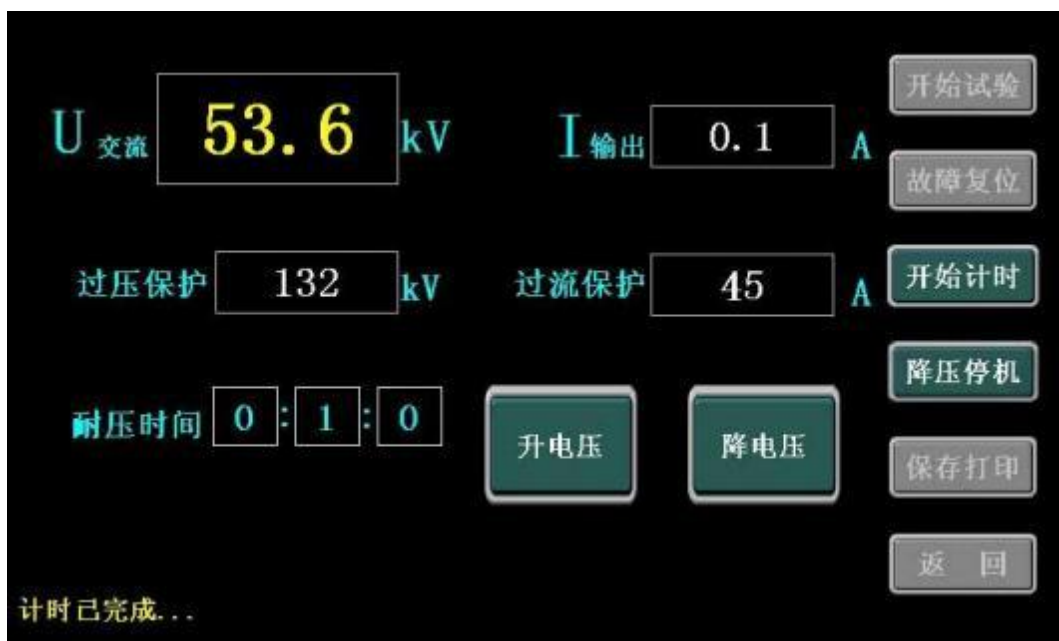 U 交流 53.6 kV I 输出 0.1 A
过压保护 132 kV 过流保护 45 A
耐压时间 0 : 1 : 0 升电压 降电压
开始试验
故障复位
开始计时
降压停机
保存打印
返 回
计时已完成...